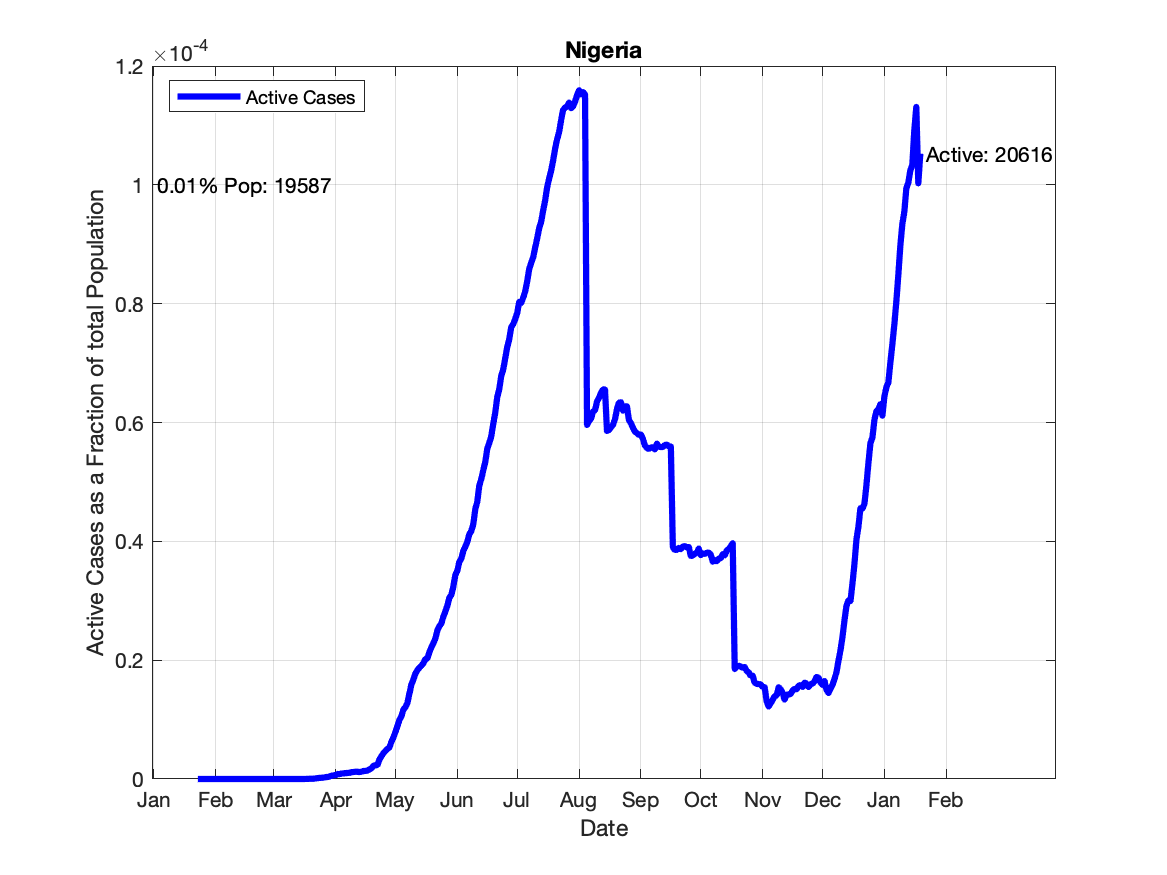 Nigeria
×10⁻⁴
1.2
Active Cases
Active: 20616
1
0.01% Pop: 19587
0.8
0.6
0.4
0.2
0
Active Cases as a Fraction of total Population
Jan Feb Mar Apr May Jun Jul Aug Sep Oct Nov Dec Jan Feb
Date